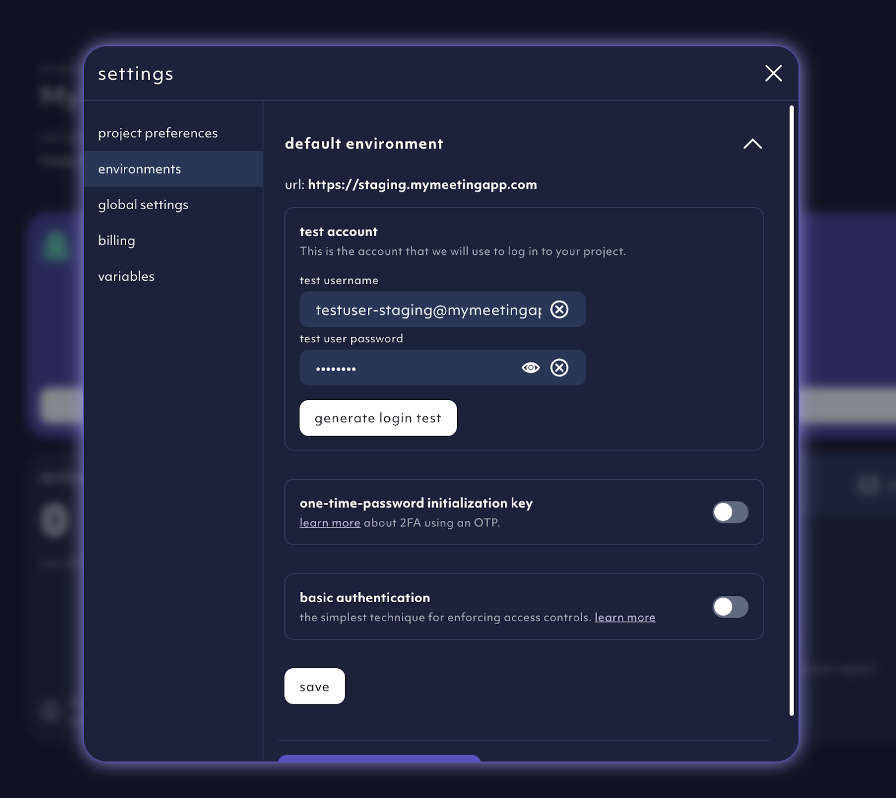 settings
project preferences
environments
global settings
billing
variables
default environment
url: https://staging.mymeetingapp.com
test account
This is the account that we will use to log in to your project.
test username
testuser-staging@mymeetingap
test user password
••••••••
generate login test
one-time-password initialization key
learn more about 2FA using an OTP.
basic authentication
the simplest technique for enforcing access controls. learn more
save
0